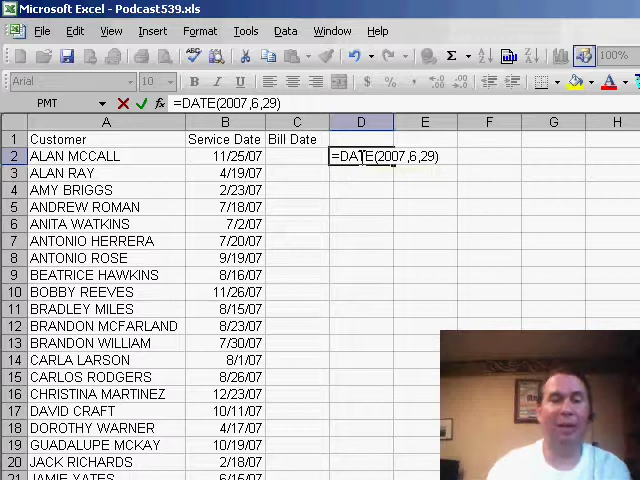 Microsoft Excel - Podcast539.xls
File Edit View Insert Format Tools Data Window Help
Arial 10 B I U $ % , 100%
PMT =DATE(2007,6,29)
A B C D E F G H
1 Customer Service Date Bill Date
2 ALAN MCCALL 11/25/07 =DATE(2007,6,29)
3 ALAN RAY 4/19/07
4 AMY BRIGGS 2/23/07
5 ANDREW ROMAN 7/18/07
6 ANITA WATKINS 7/2/07
7 ANTONIO HERRERA 7/20/07
8 ANTONIO ROSE 9/19/07
9 BEATRICE HAWKINS 8/16/07
10 BOBBY REEVES 11/26/07
11 BRADLEY MILES 8/15/07
12 BRANDON MCFARLAND 8/23/07
13 BRANDON WILLIAM 7/30/07
14 CARLA LARSON 8/1/07
15 CARLOS RODGERS 8/26/07
16 CHRISTINA MARTINEZ 12/23/07
17 DAVID CRAFT 10/11/07
18 DOROTHY WARNER 4/17/07
19 GUADALUPE MCKAY 10/19/07
20 JACK RICHARDS 2/18/07
21 JAMIE YATES 6/15/07